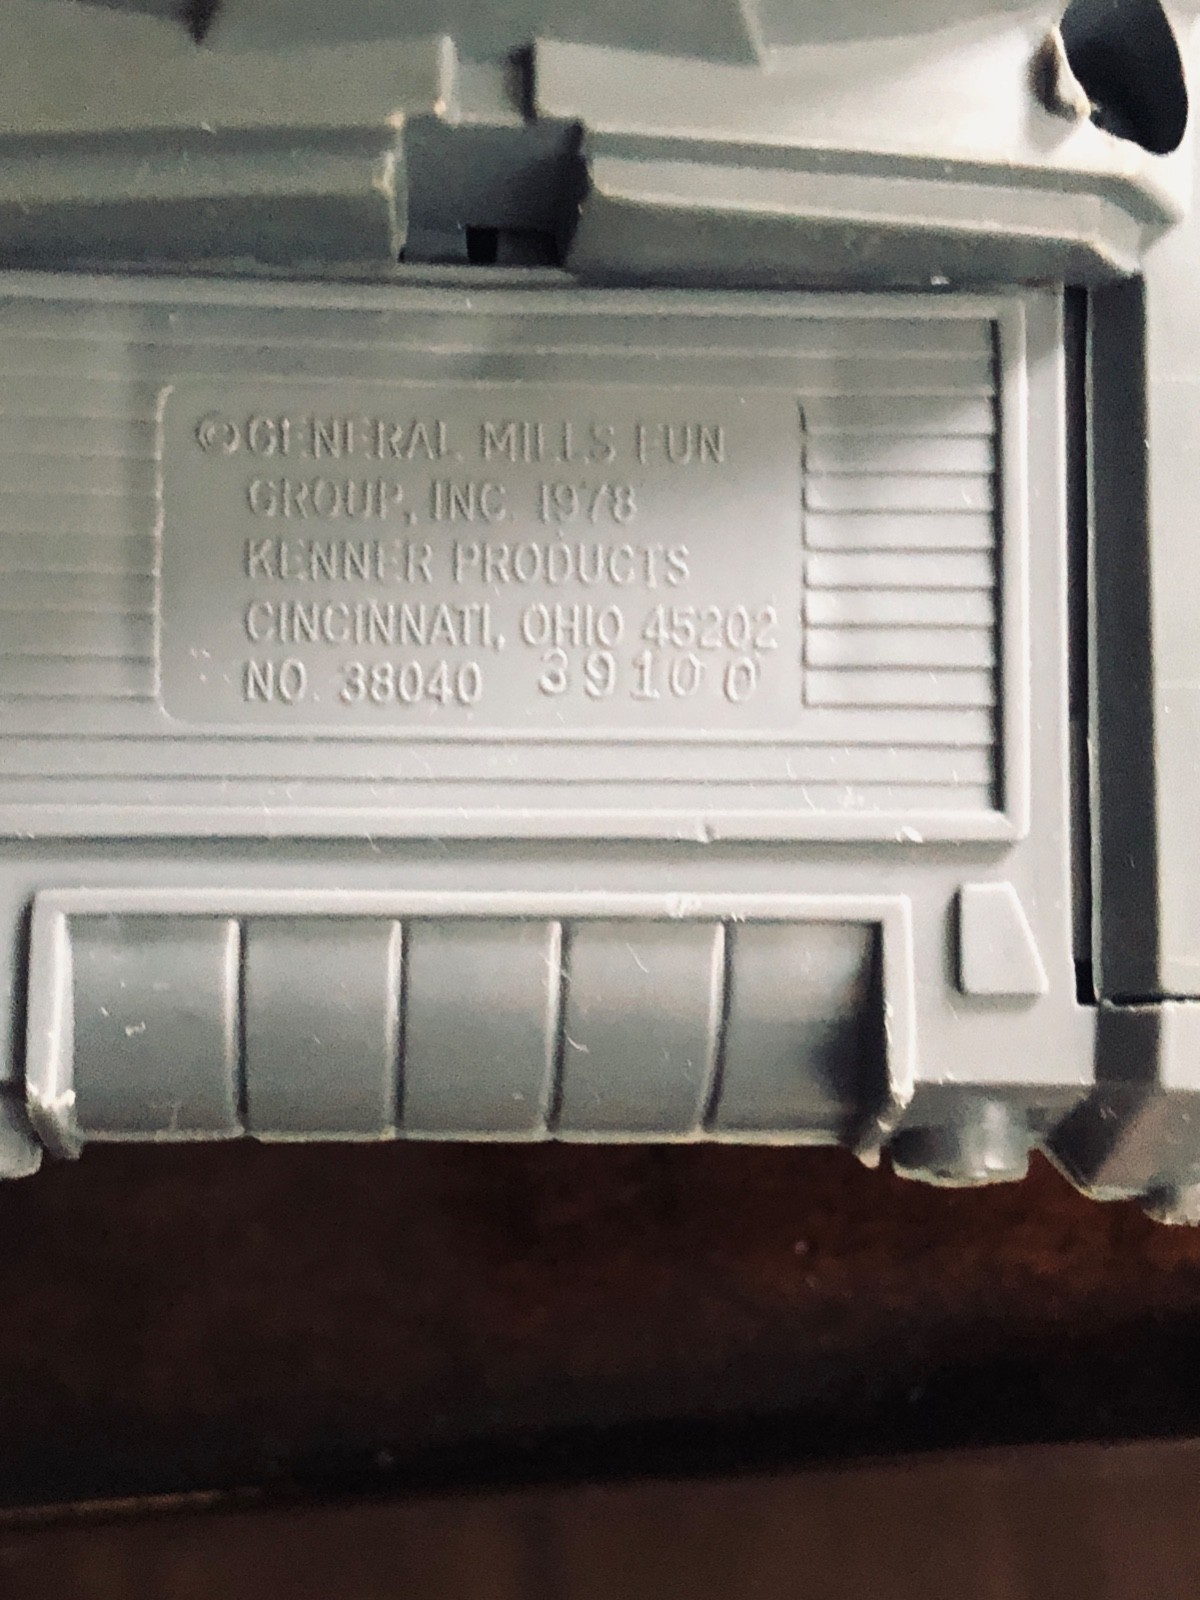 ©GENERAL MILLS FUN
GROUP, INC. 1978
KENNER PRODUCTS
CINCINNATI, OHIO 45202
NO. 38040 39100